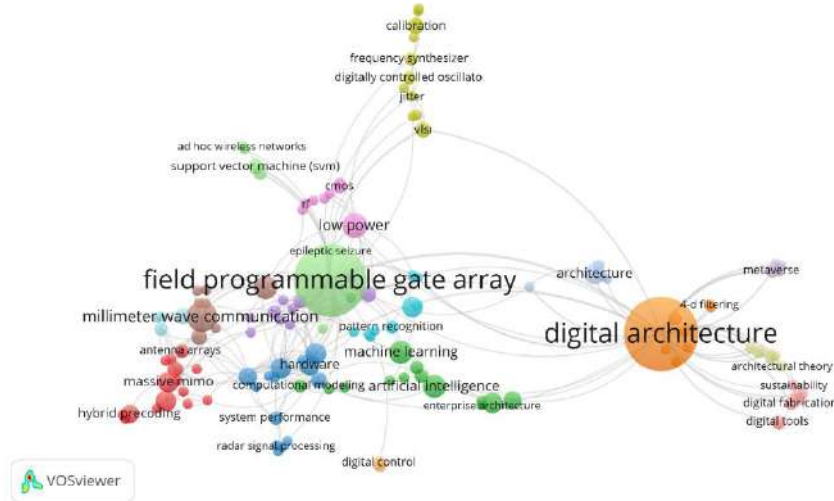 calibration
frequency synthesizer
digitally controlled oscillato
jitter
vlsi
ad hoc wireless networks
support vector machine (svm)
cmos
low power
epileptic seizure
field programmable gate array
architecture
metaverse
4-d filtering
millimeter wave communication
pattern recognition
digital architecture
antenna arrays
machine learning
hardware
architectural theory
massive mimo
computational modeling
artificial intelligence
sustainability
hybrid precoding
enterprise architecture
digital fabrication
system performance
digital tools
radar signal processing
digital control
VOSviewer